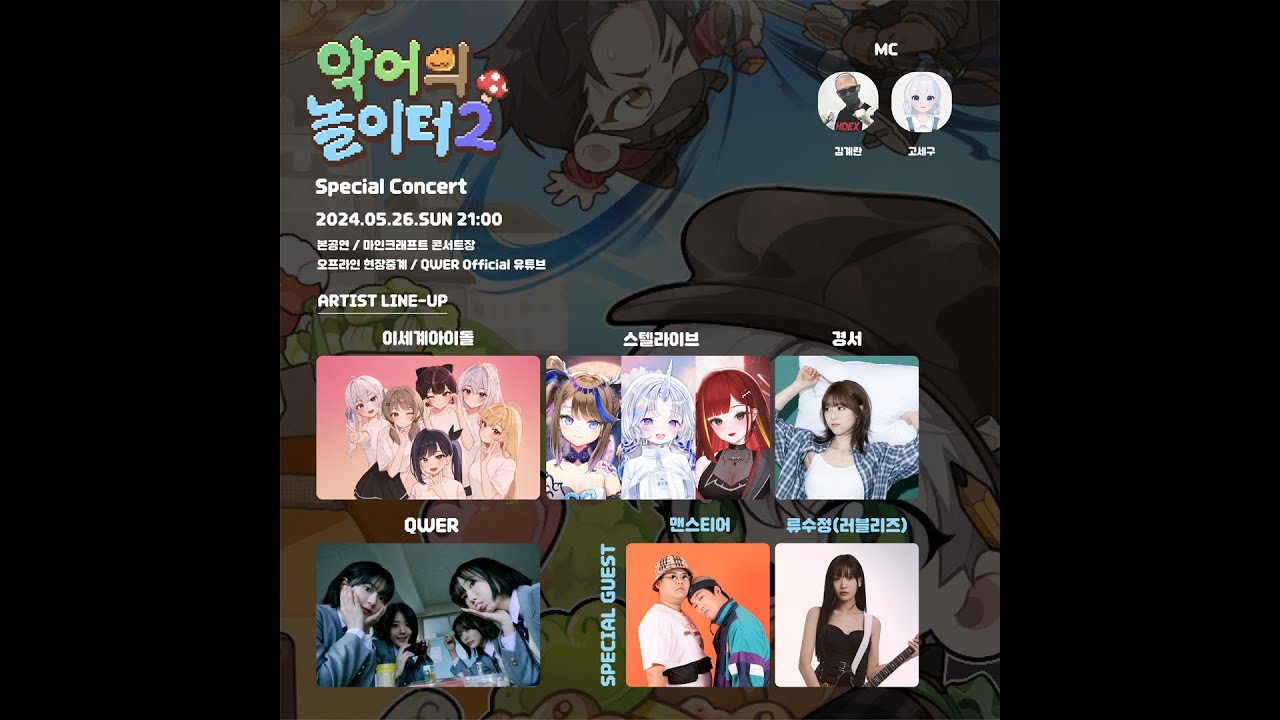 악어의
놀이터2
Special Concert
2024.05.26.SUN 21:00
본공연 / 마인크래프트 콘서트장
오프라인 현장중계 / QWER Official 유튜브
MC
HDEX
김계란
고세구
ARTIST LINE-UP
이세계아이돌
스텔라이브
경서
QWER
SPECIAL GUEST
맨스티어
류수정(러블리즈)